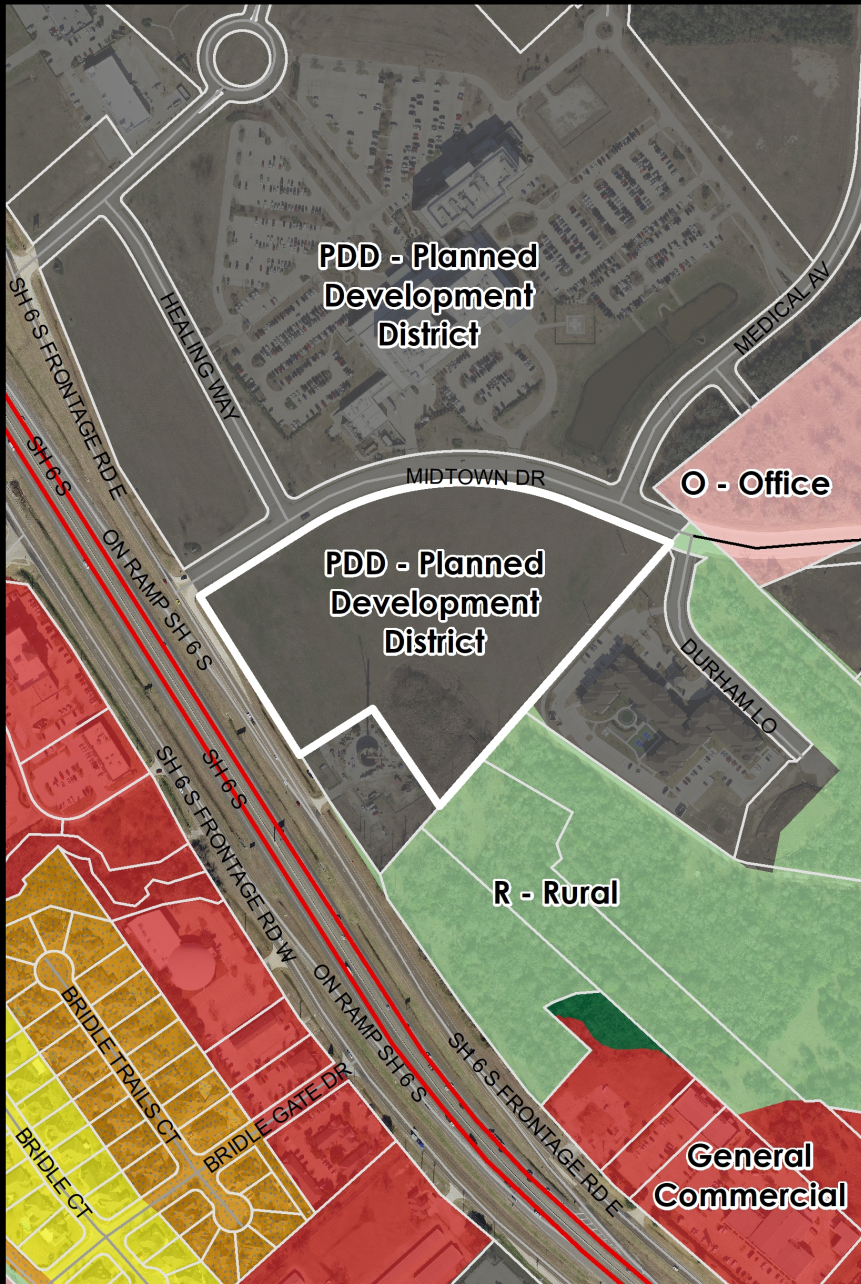 PDD - Planned
Development
District
HEALING WAY
MEDICAL AV
SH 6 S FRONTAGE RD E
SH 6 S
MIDTOWN DR
O - Office
ON RAMP SH 6 S
PDD - Planned
Development
District
DURHAM LO
SH 6 S
SH 6 S FRONTAGE RD W
R - Rural
ON RAMP SH 6 S
BRIDLE TRAILS CT
SH 6 S FRONTAGE RD E
BRIDLE GATE DR
BRIDLE CT
General
Commercial